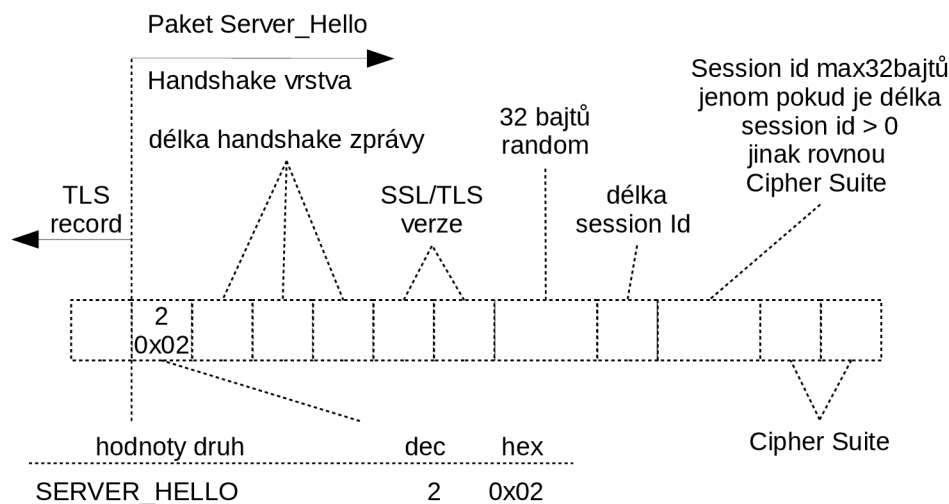 Paket Server_Hello
Handshake vrstva
délka handshake zprávy
TLS
record
SSL/TLS
verze
32 bajtů
random
délka
session Id
Session id max32bajtů
jenom pokud je délka
session id > 0
jinak rovnou
Cipher Suite
2
0x02
Cipher Suite
hodnoty druh dec hex
SERVER_HELLO 2 0x02